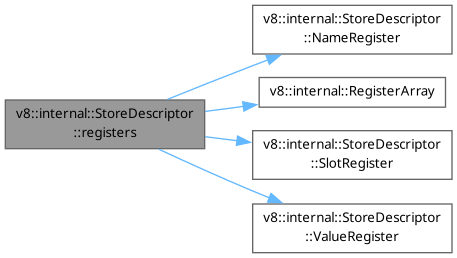 v8::internal::StoreDescriptor
::registers
v8::internal::StoreDescriptor
::NameRegister
v8::internal::RegisterArray
v8::internal::StoreDescriptor
::SlotRegister
v8::internal::StoreDescriptor
::ValueRegister